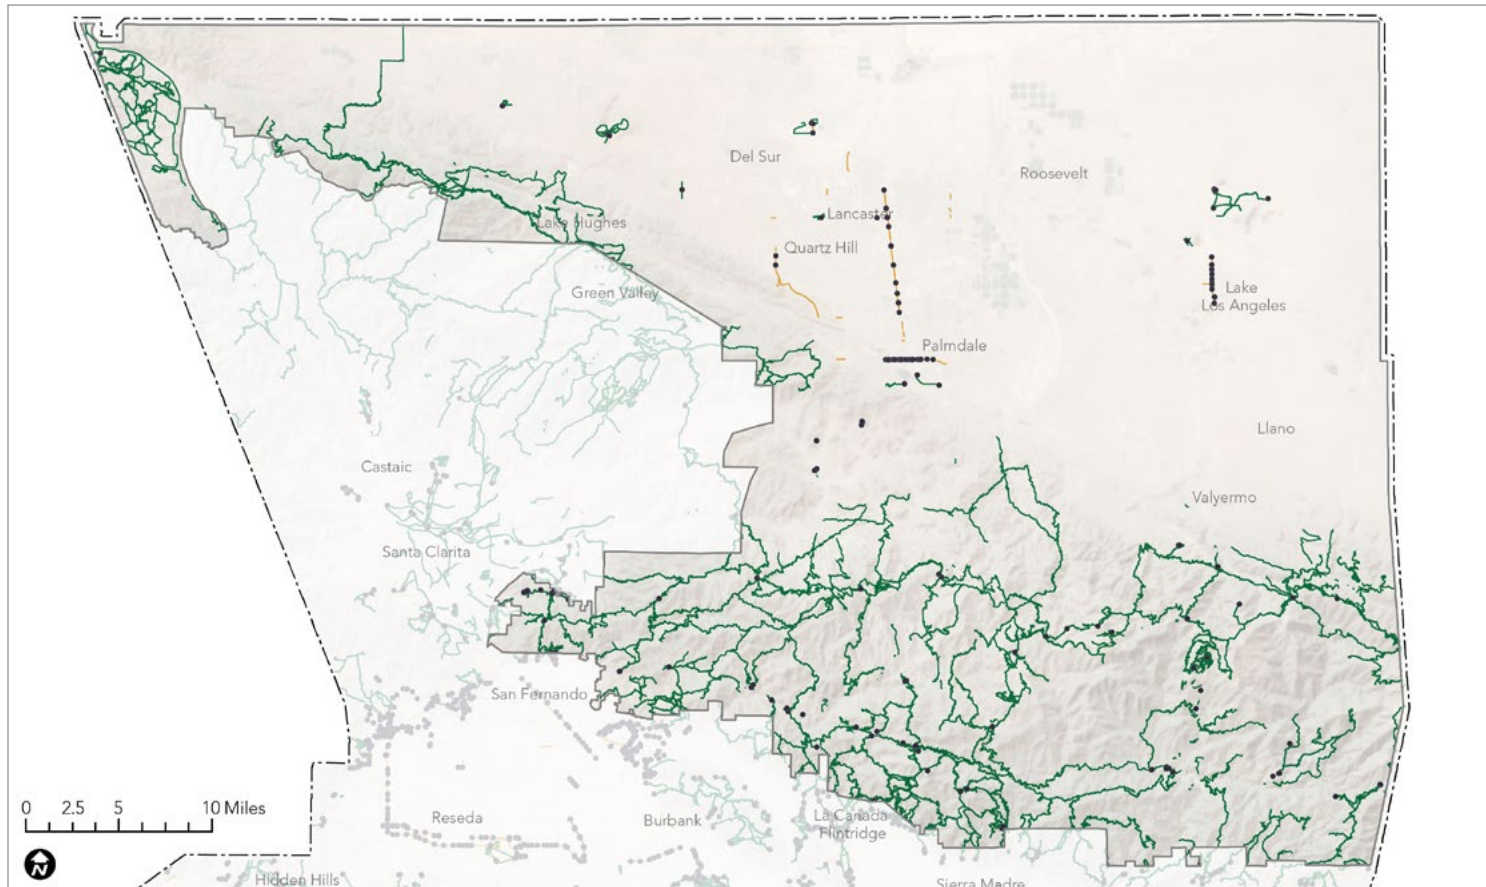 Del Sur
Roosevelt
Lancaster
Lake Hughes
Quartz Hill
Green Valley
Lake
Los Angeles
Palmdale
Llano
Castaic
Valyermo
Santa Clarita
San Fernando
0 2.5 5 10 Miles
Reseda
Burbank
La Cañada
Flintridge
N
Hidden Hills
Sierra Madre